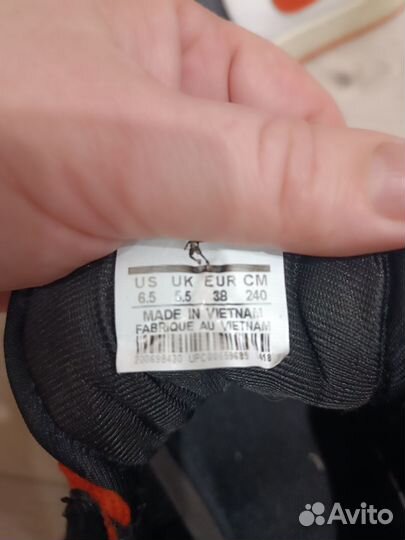 US UK EUR CM
6.5 5.5 38 240
MADE IN VIETNAM
FABRIQUE AU VIETNAM
Avito